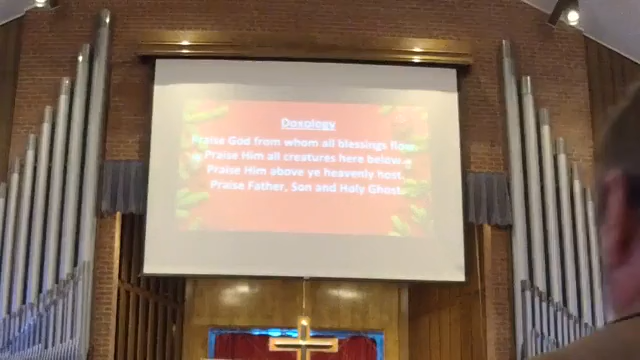 Doxology
Praise God from whom all blessings flow.
Praise Him all creatures here below.
Praise Him above ye heavenly host.
Praise Father, Son and Holy Ghost.